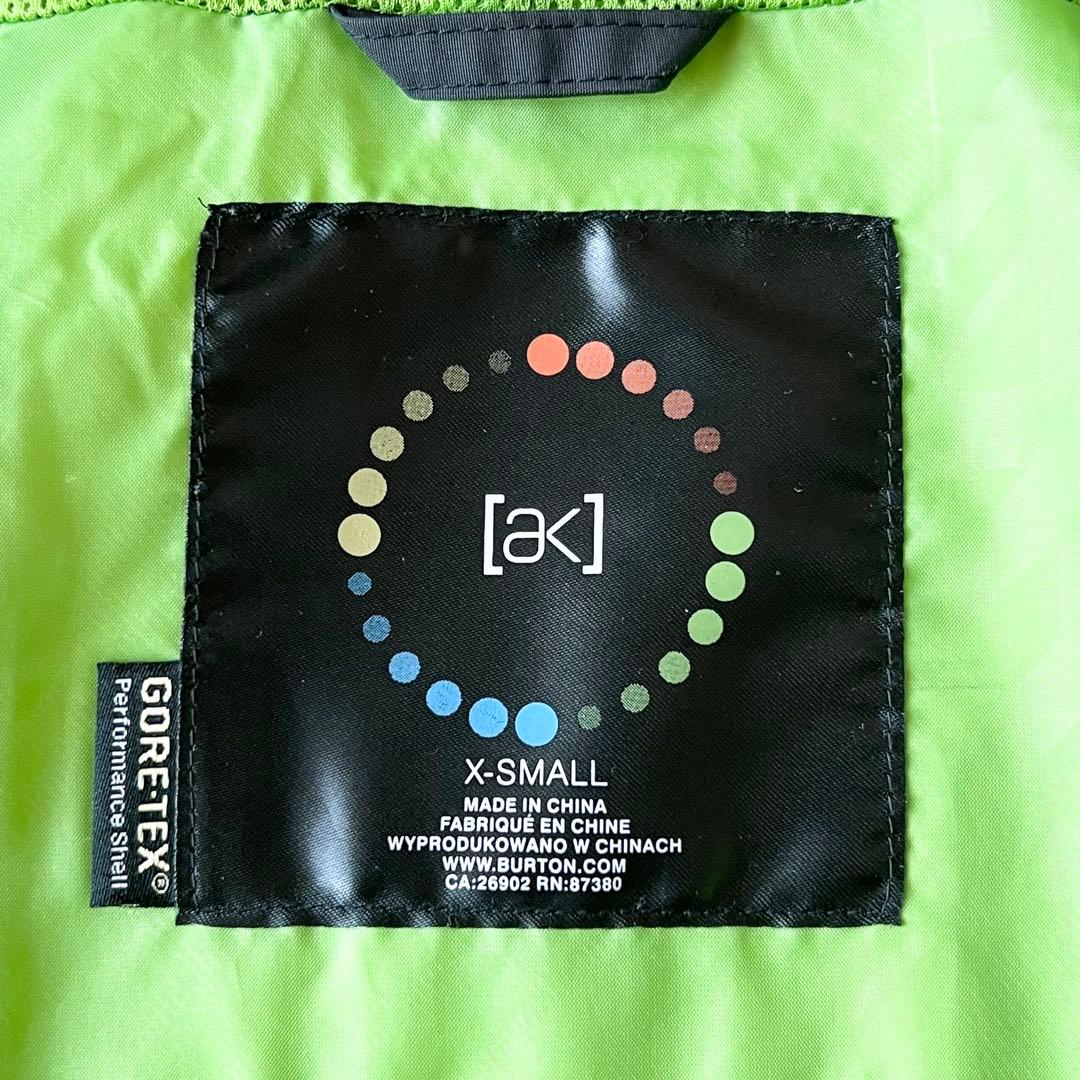 [ak]
X-SMALL
MADE IN CHINA
FABRIQUÉ EN CHINE
WYPRODUKOWANO W CHINACH
WWW.BURTON.COM
CA:26902 RN:87380
GORE-TEX®
Performance Shell